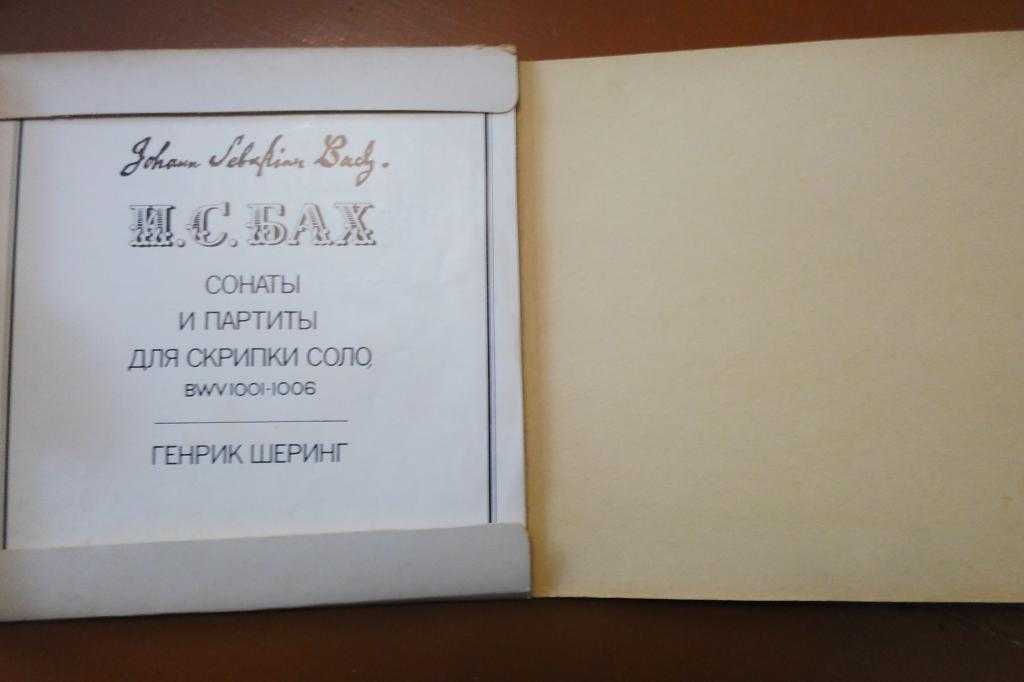 Johann Sebastian Bach.
И.С. БАХ
СОНАТЫ
И ПАРТИТЫ
ДЛЯ СКРИПКИ СОЛО,
BWV 1001-1006
ГЕНРИК ШЕРИНГ